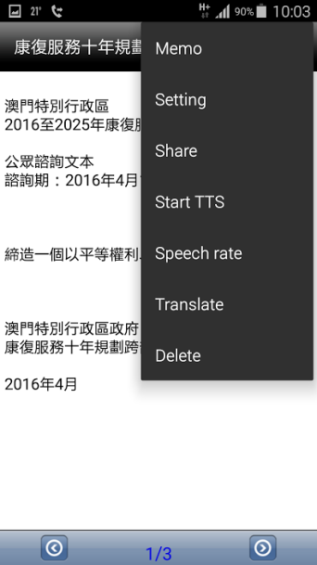 21° H+ 90% 10:03
康復服務十年規劃
Memo
Setting
Share
Start TTS
Speech rate
Translate
Delete
澳門特別行政區
2016至2025年康復
公眾諮詢文本
諮詢期：2016年4月
締造一個以平等權利
澳門特別行政區政府
康復服務十年規劃跨
2016年4月
1/3